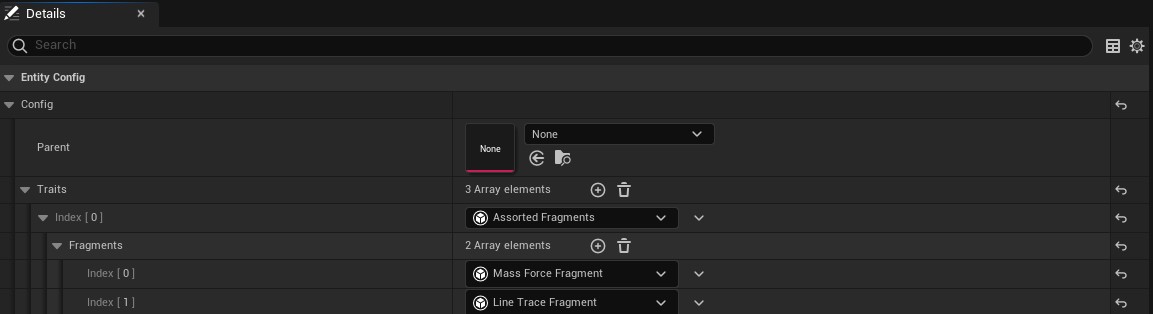 Details
Search
Entity Config
Config
Parent
None
None
Traits
3 Array elements
Index [ 0 ]
Assorted Fragments
Fragments
2 Array elements
Index [ 0 ]
Mass Force Fragment
Index [ 1 ]
Line Trace Fragment